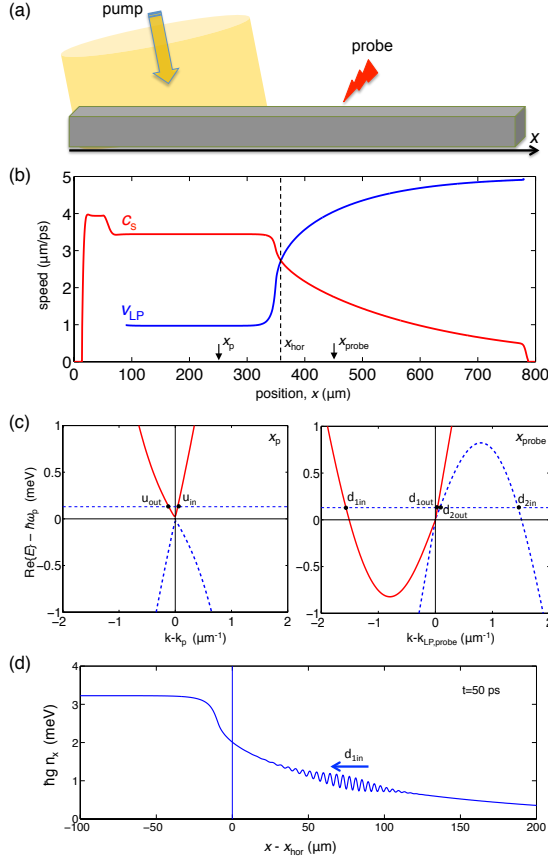 (a)
pump
probe
x
(b)
5
4
3
2
1
0
speed (μm/ps)
c_s
v_LP
x_p
x_hor
x_probe
0 100 200 300 400 500 600 700 800
position, x (μm)
(c)
1
0
−1
Re{E} − ħω_p (meV)
x_p
u_out
u_in
−2 −1 0 1 2
k-k_p (μm⁻¹)
1
0
−1
x_probe
d_1in
d_1out
d_2out
d_2in
−2 −1 0 1 2
k-k_LP,probe (μm⁻¹)
(d)
4
3
2
1
0
ħg n_x (meV)
t=50 ps
d_1in
−100 −50 0 50 100 150 200
x - x_hor (μm)